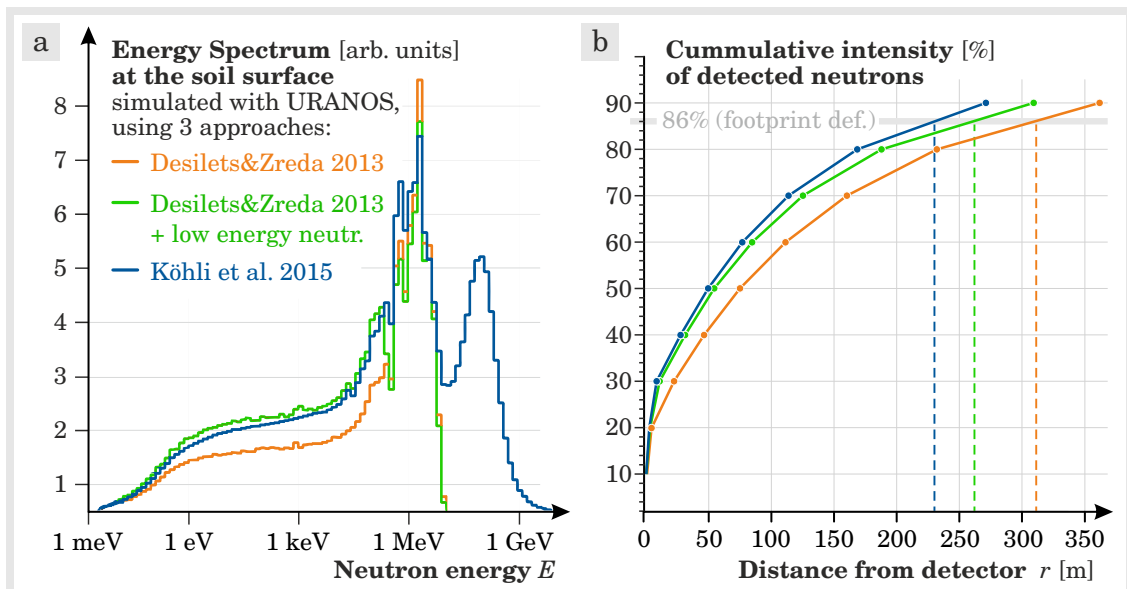 a
Energy Spectrum [arb. units]
at the soil surface
simulated with URANOS,
using 3 approaches:
Desilets&Zreda 2013
Desilets&Zreda 2013
+ low energy neutr.
Köhli et al. 2015
8
7
6
5
4
3
2
1
1 meV 1 eV 1 keV 1 MeV 1 GeV
Neutron energy E
b
Cummulative intensity [%]
of detected neutrons
90
86% (footprint def.)
80
70
60
50
40
30
20
10
0 50 100 150 200 250 300 350
Distance from detector r [m]